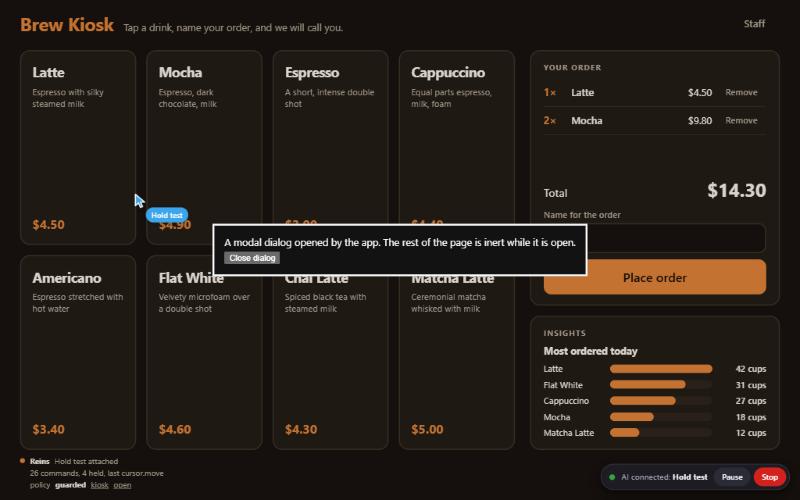 Brew Kiosk Tap a drink, name your order, and we will call you. Staff
Latte
Espresso with silky
steamed milk
$4.50
Mocha
Espresso, dark
chocolate, milk
$4.90
Espresso
A short, intense double
shot
Cappuccino
Equal parts espresso,
milk, foam
Hold test
A modal dialog opened by the app. The rest of the page is inert while it is open.
Close dialog
Americano
Espresso stretched with
hot water
$3.40
Flat White
Velvety microfoam over
a double shot
$4.60
Chai Latte
Spiced black tea with
steamed milk
$4.30
Matcha Latte
Ceremonial matcha
whisked with milk
$5.00
YOUR ORDER
1× Latte $4.50 Remove
2× Mocha $9.80 Remove
Total $14.30
Name for the order
Place order
INSIGHTS
Most ordered today
Latte 42 cups
Flat White 31 cups
Cappuccino 27 cups
Mocha 18 cups
Matcha Latte 12 cups
Reins Hold test attached
26 commands, 4 held, last cursor.move
policy guarded kiosk open
AI connected: Hold test Pause Stop